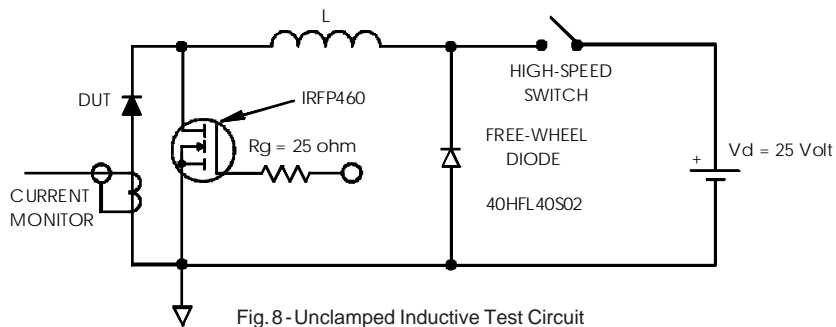 L
HIGH-SPEED
SWITCH
DUT
IRFP460
Rg = 25 ohm
FREE-WHEEL
DIODE
40HFL40S02
+
Vd = 25 Volt
CURRENT
MONITOR
Fig. 8 - Unclamped Inductive Test Circuit